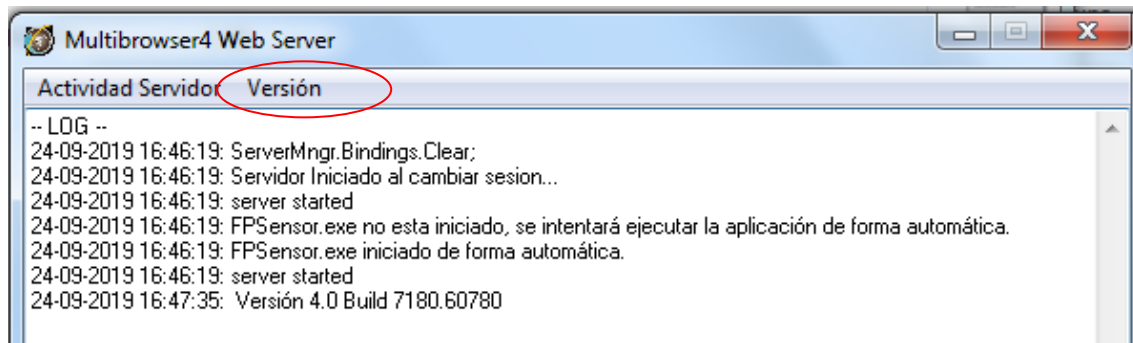 Multibrowser4 Web Server
Actividad Servidor Versión
-- LOG --
24-09-2019 16:46:19: ServerMngr.Bindings.Clear;
24-09-2019 16:46:19: Servidor Iniciado al cambiar sesion...
24-09-2019 16:46:19: server started
24-09-2019 16:46:19: FPSensor.exe no esta iniciado, se intentará ejecutar la aplicación de forma automática.
24-09-2019 16:46:19: FPSensor.exe iniciado de forma automática.
24-09-2019 16:46:19: server started
24-09-2019 16:47:35: Versión 4.0 Build 7180.60780